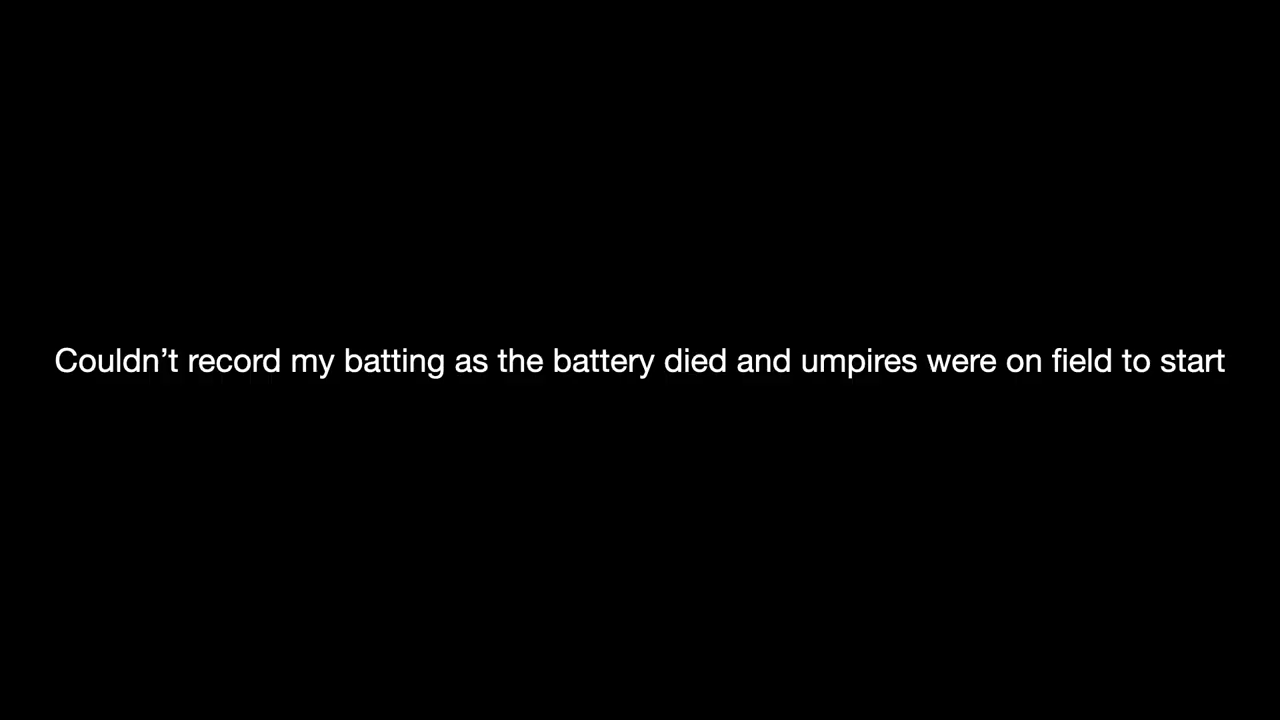 Couldn’t record my batting as the battery died and umpires were on field to start